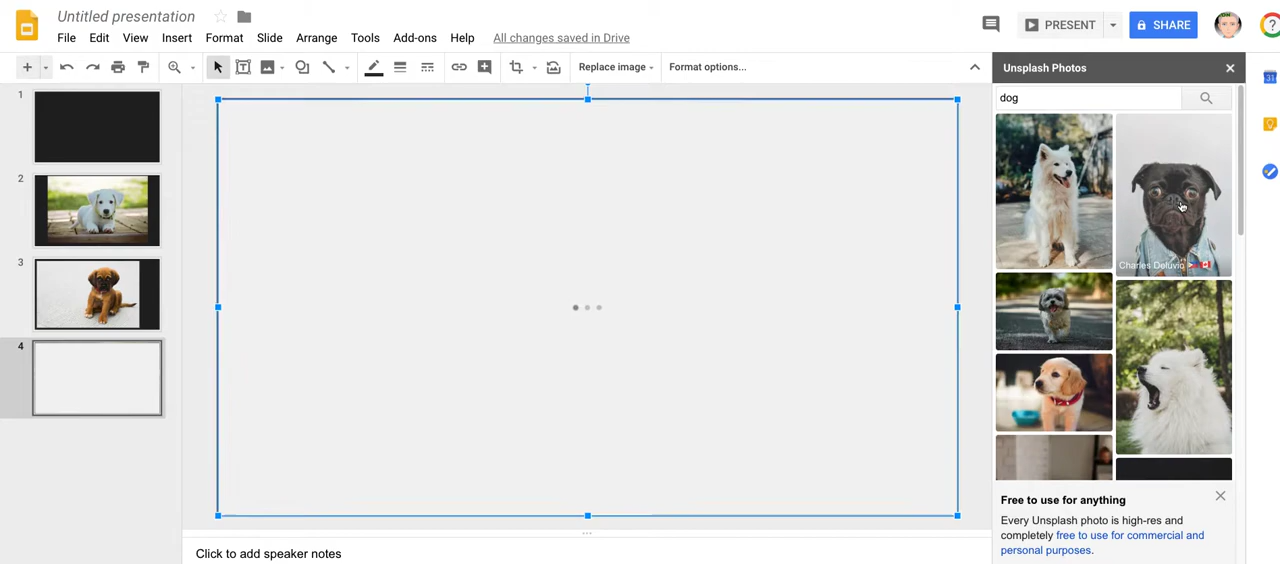 Untitled presentation
PRESENT
SHARE
File Edit View Insert Format Slide Arrange Tools Add-ons Help All changes saved in Drive
Replace image Format options...
Unsplash Photos
dog
1
2
3
4
Charles Deluvio
Free to use for anything
Every Unsplash photo is high-res and
completely free to use for commercial and
personal purposes.
Click to add speaker notes